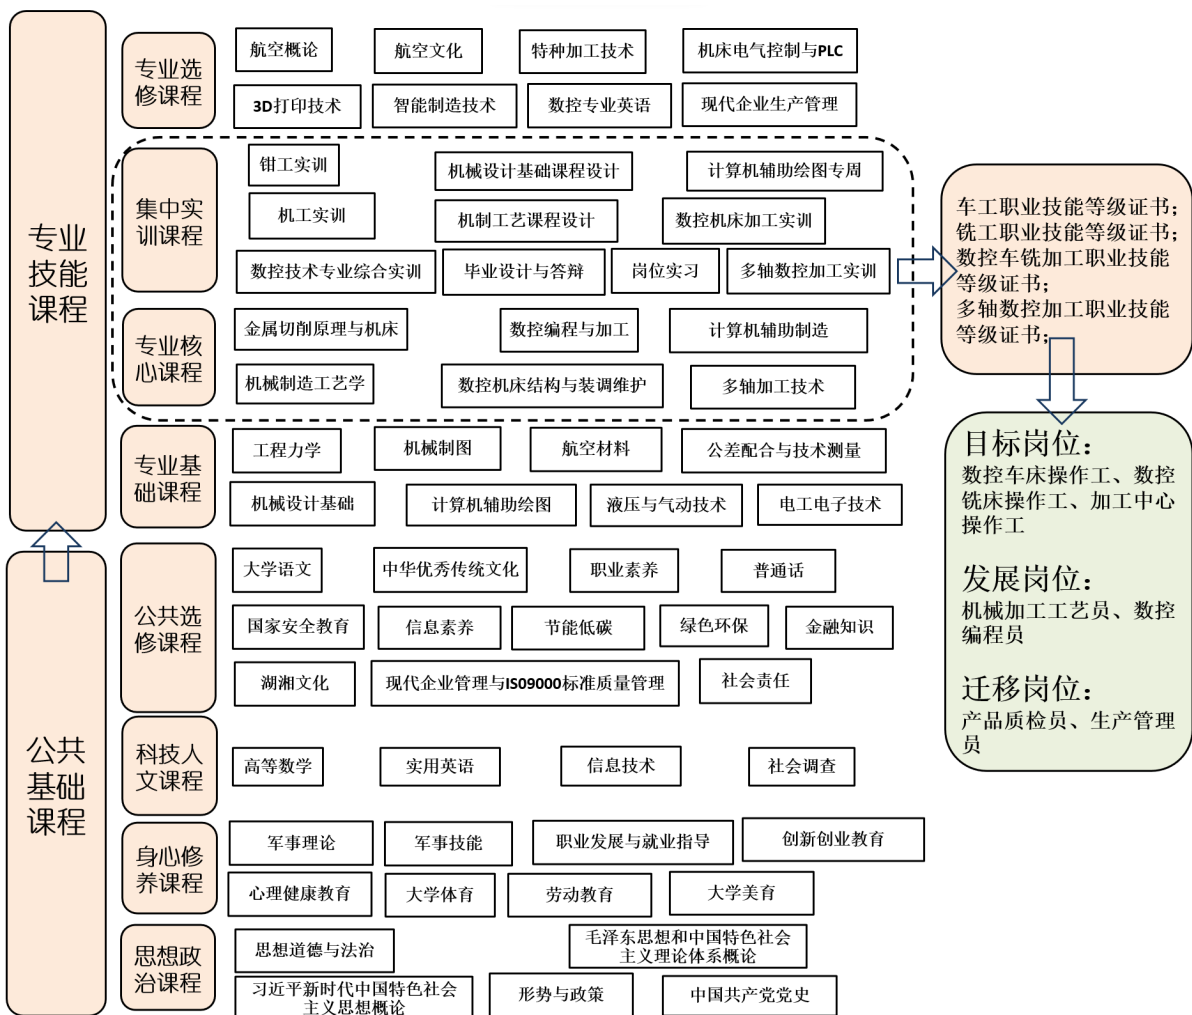 专业技能课程
专业选修课程
航空概论
航空文化
特种加工技术
机床电气控制与PLC
3D打印技术
智能制造技术
数控专业英语
现代企业生产管理
集中实训课程
钳工实训
机械设计基础课程设计
计算机辅助绘图专周
机工实训
机制工艺课程设计
数控机床加工实训
数控技术专业综合实训
毕业设计与答辩
岗位实习
多轴数控加工实训
专业核心课程
金属切削原理与机床
数控编程与加工
计算机辅助制造
机械制造工艺学
数控机床结构与装调维护
多轴加工技术
专业基础课程
工程力学
机械制图
航空材料
公差配合与技术测量
机械设计基础
计算机辅助绘图
液压与气动技术
电工电子技术
公共基础课程
公共选修课程
大学语文
中华优秀传统文化
职业素养
普通话
国家安全教育
信息素养
节能低碳
绿色环保
金融知识
湖湘文化
现代企业管理与IS09000标准质量管理
社会责任
科技人文课程
高等数学
实用英语
信息技术
社会调查
身心修养课程
军事理论
军事技能
职业发展与就业指导
创新创业教育
心理健康教育
大学体育
劳动教育
大学美育
思想政治课程
思想道德与法治
毛泽东思想和中国特色社会
主义理论体系概论
习近平新时代中国特色社会
主义思想概论
形势与政策
中国共产党党史
车工职业技能等级证书；
铣工职业技能等级证书；
数控车铣加工职业技能
等级证书；
多轴数控加工职业技能
等级证书；
目标岗位：
数控车床操作工、数控
铣床操作工、加工中心
操作工
发展岗位：
机械加工工艺员、数控
编程员
迁移岗位：
产品质检员、生产管理
员